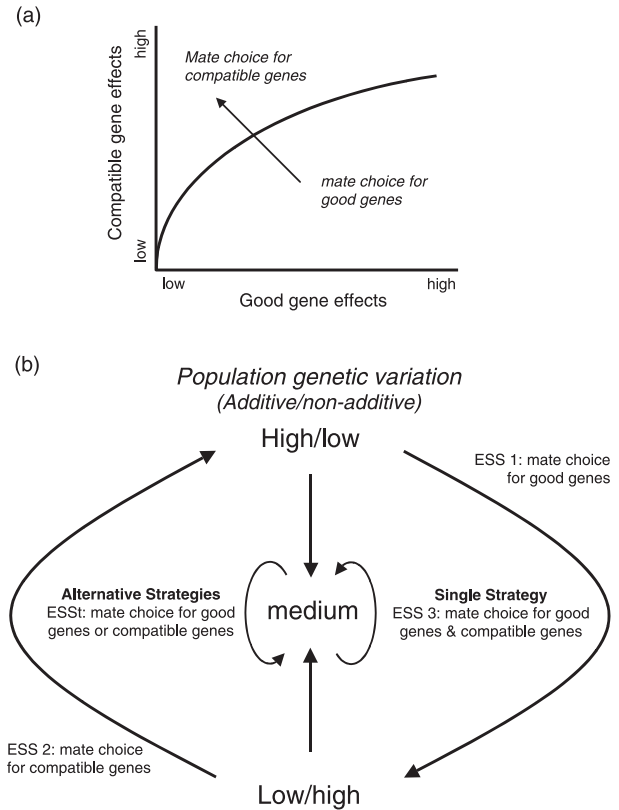 (a)
high
Compatible gene effects
low
Mate choice for
compatible genes
mate choice for
good genes
low
high
Good gene effects
(b)
Population genetic variation
(Additive/non-additive)
High/low
ESS 1: mate choice
for good genes
Alternative Strategies
ESSt: mate choice for good
genes or compatible genes
medium
Single Strategy
ESS 3: mate choice for good
genes & compatible genes
ESS 2: mate choice
for compatible genes
Low/high